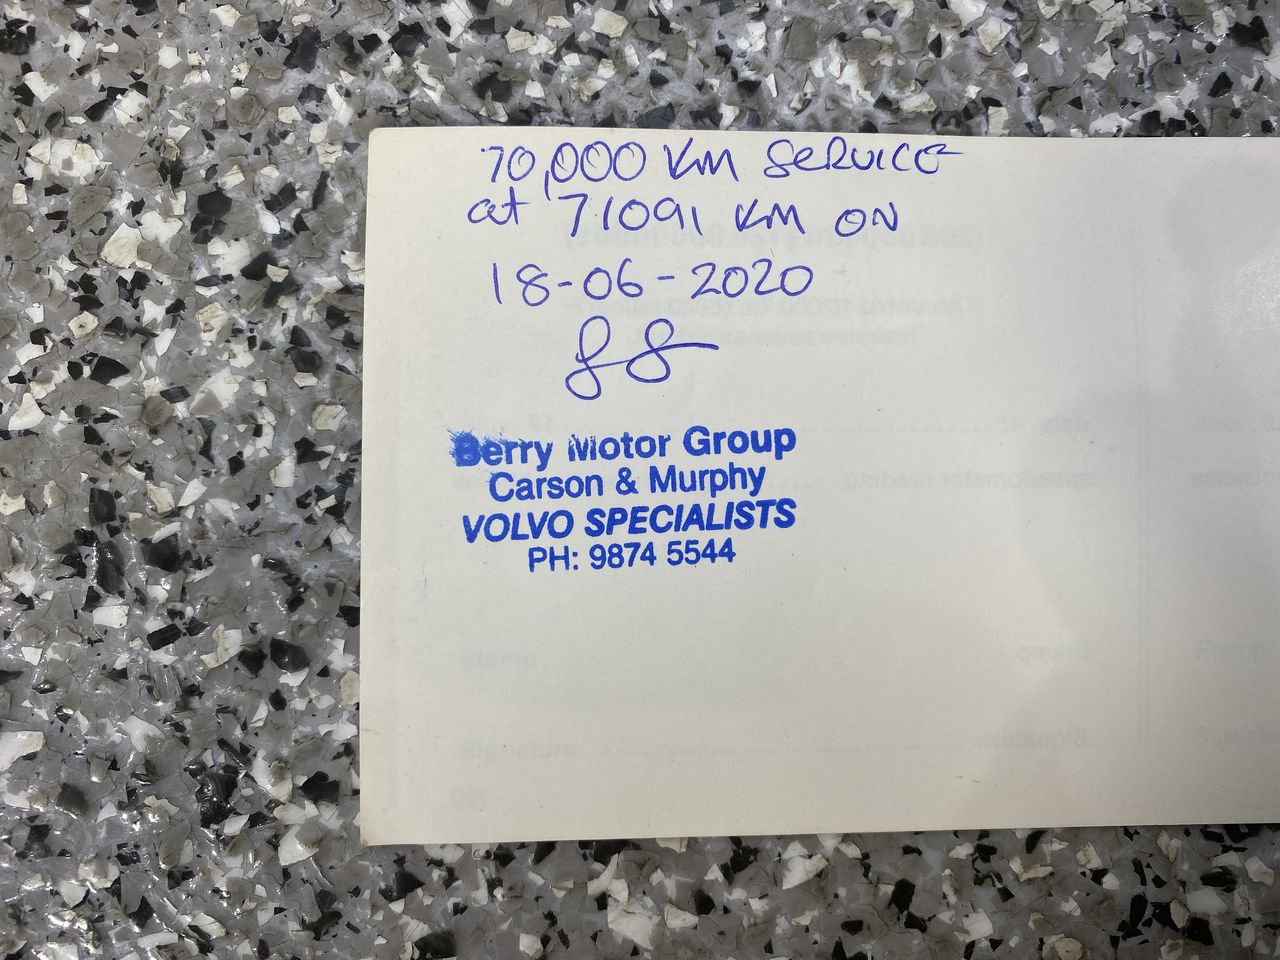 70,000 KM SERVICE
at 71091 KM ON
18-06-2020
Berry Motor Group
Carson & Murphy
VOLVO SPECIALISTS
PH: 9874 5544